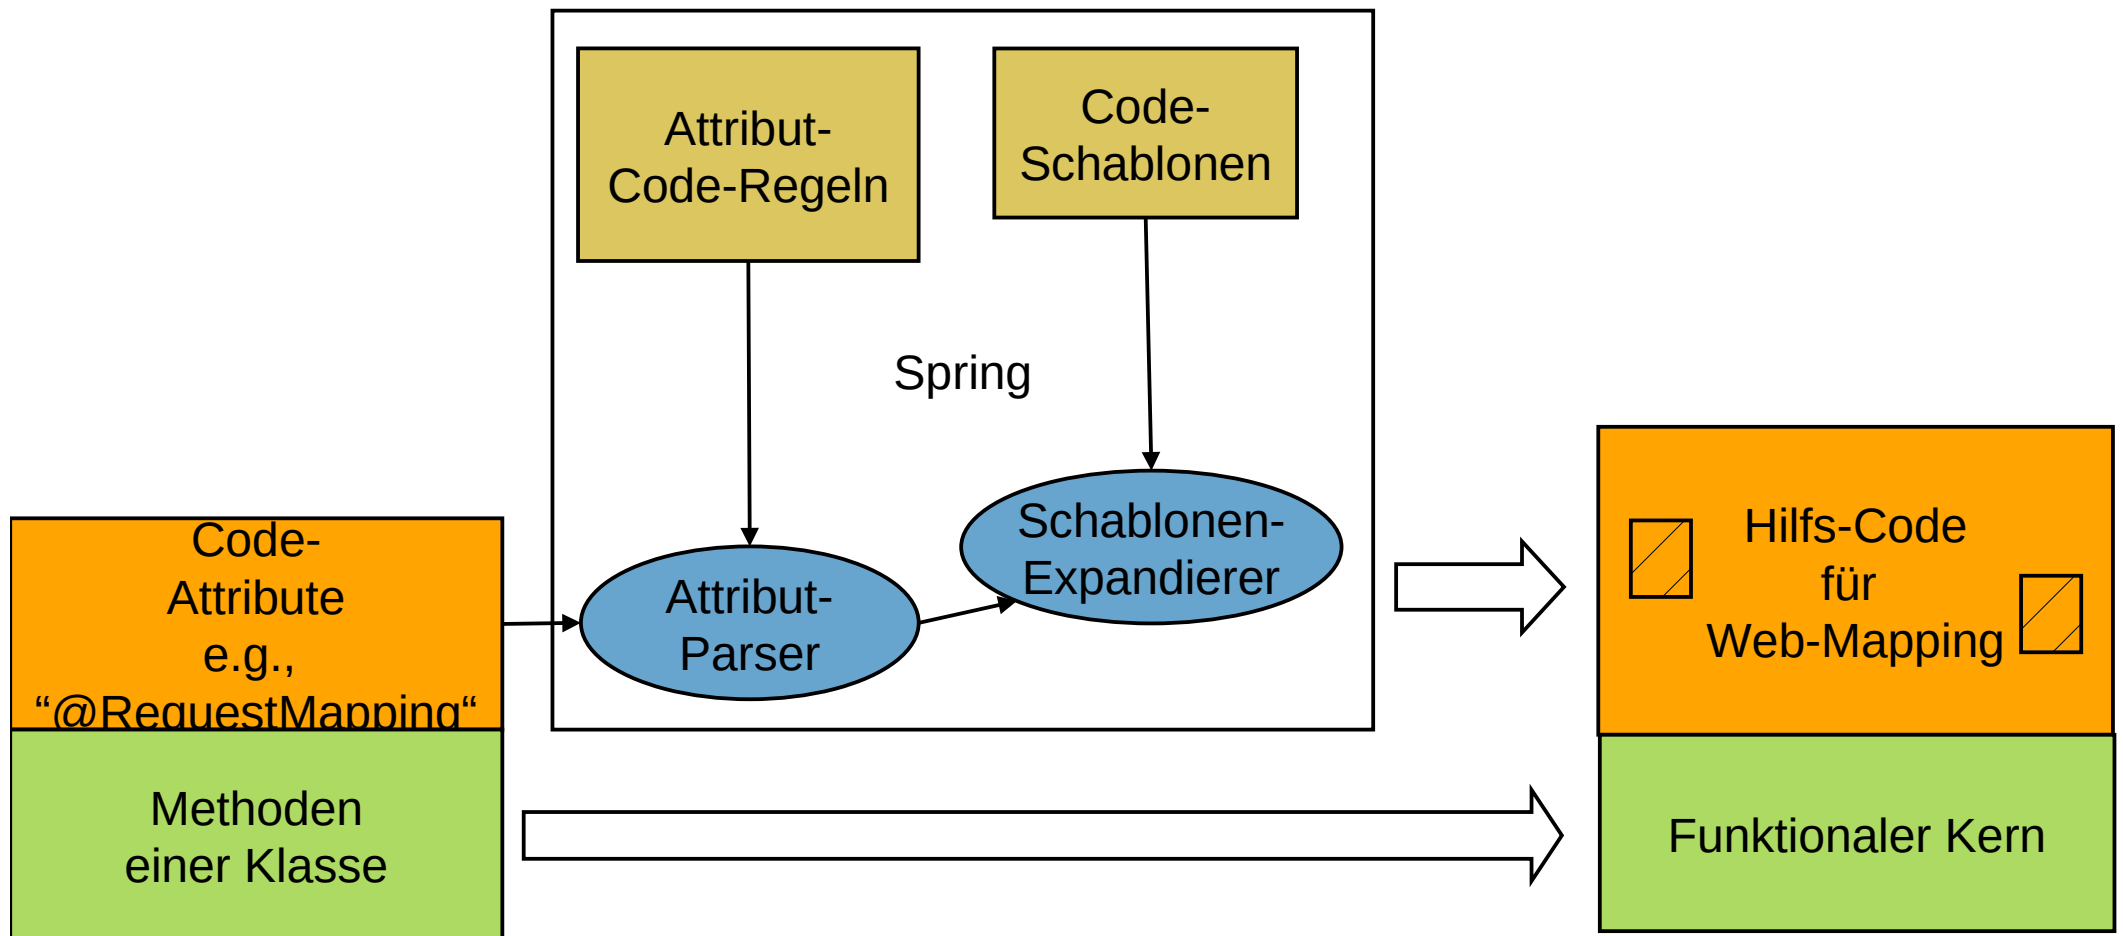 Attribut-
Code-Regeln
Code-
Schablonen
Spring
Code-
Attribute
e.g.,
“@RequestMapping“
Attribut-
Parser
Schablonen-
Expandierer
Hilfs-Code
für
Web-Mapping
Methoden
einer Klasse
Funktionaler Kern